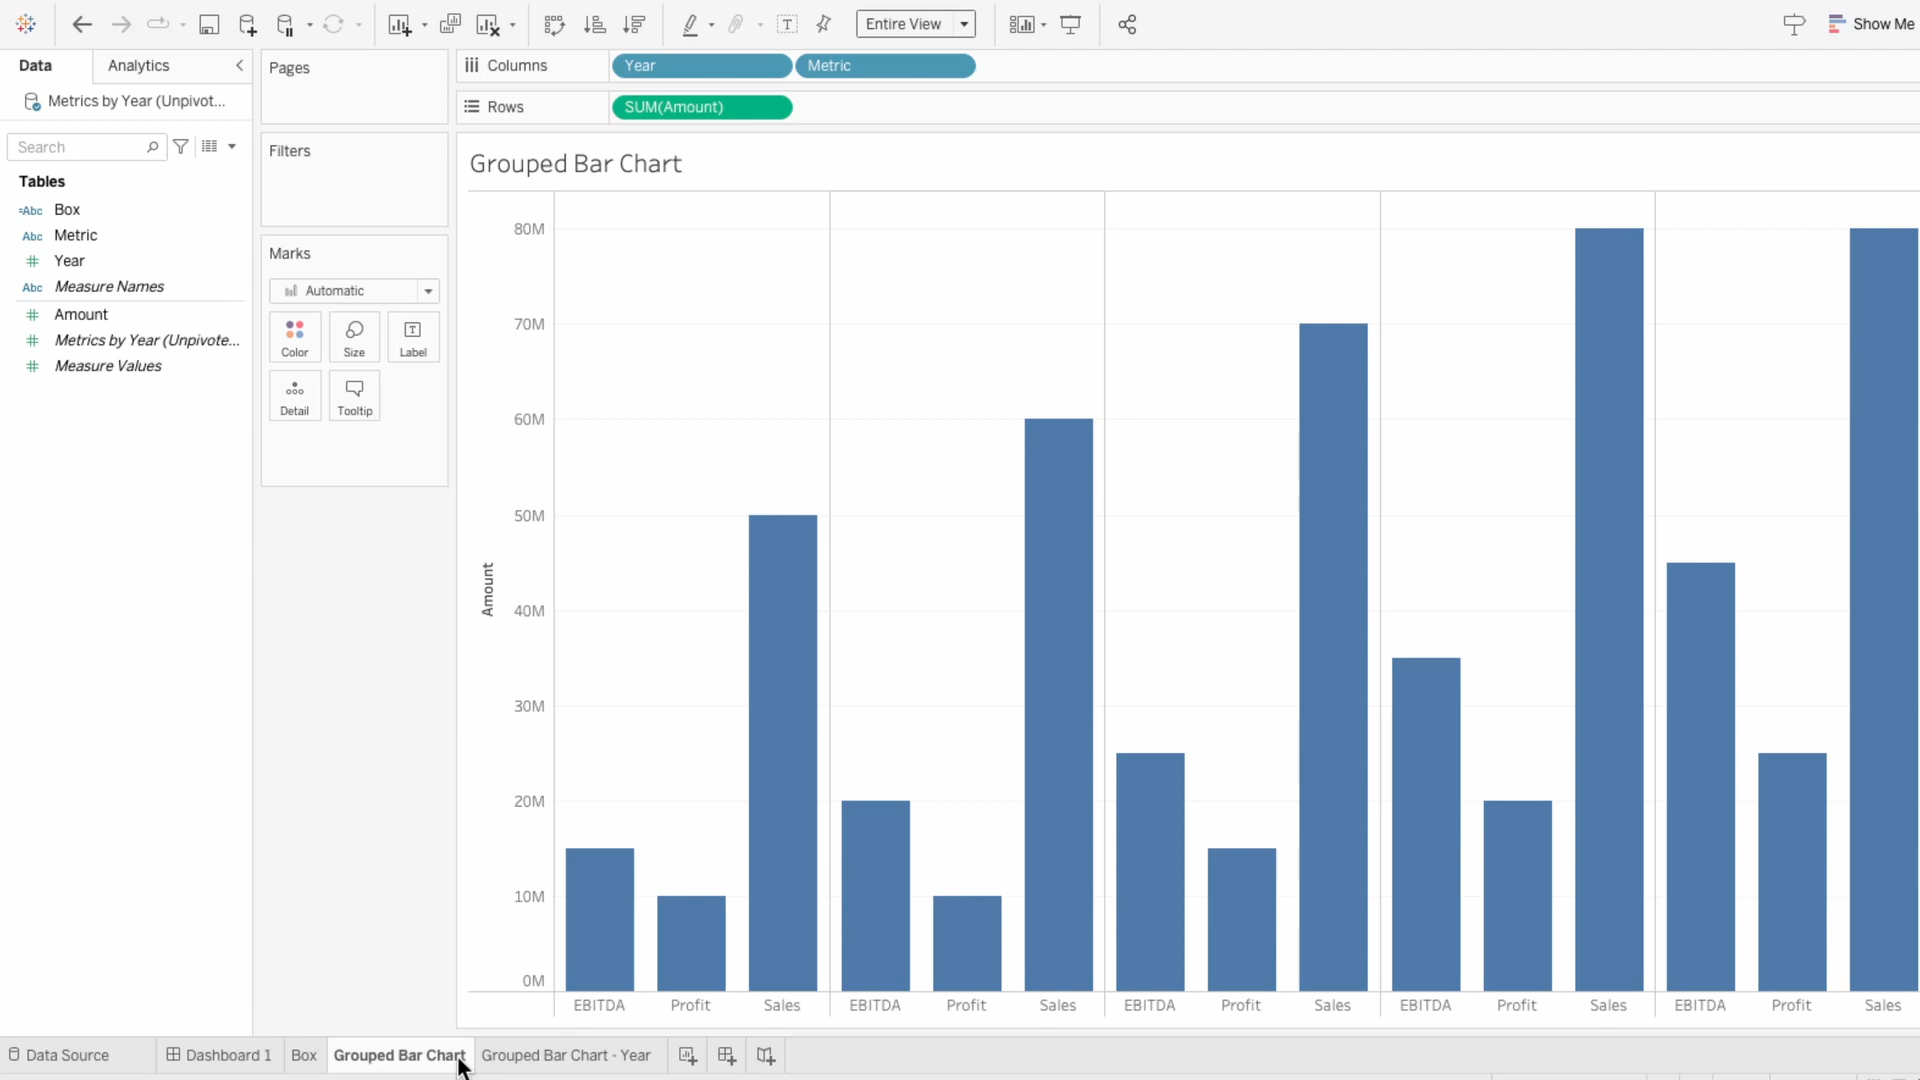 Entire View
Show Me
Data
Analytics
Pages
Columns
Year
Metric
Metrics by Year (Unpivot...
Rows
SUM(Amount)
Search
Filters
Grouped Bar Chart
Tables
=Abc
Box
Abc
Metric
Year
Abc
Measure Names
Amount
Metrics by Year (Unpivote...
Measure Values
Marks
Automatic
Color
Size
T
Label
Detail
Tooltip
80M
70M
60M
50M
40M
30M
20M
10M
0M
Amount
EBITDA
Profit
Sales
EBITDA
Profit
Sales
EBITDA
Profit
Sales
EBITDA
Profit
Sales
EBITDA
Profit
Sales
Data Source
Dashboard 1
Box
Grouped Bar Chart
Grouped Bar Chart - Year